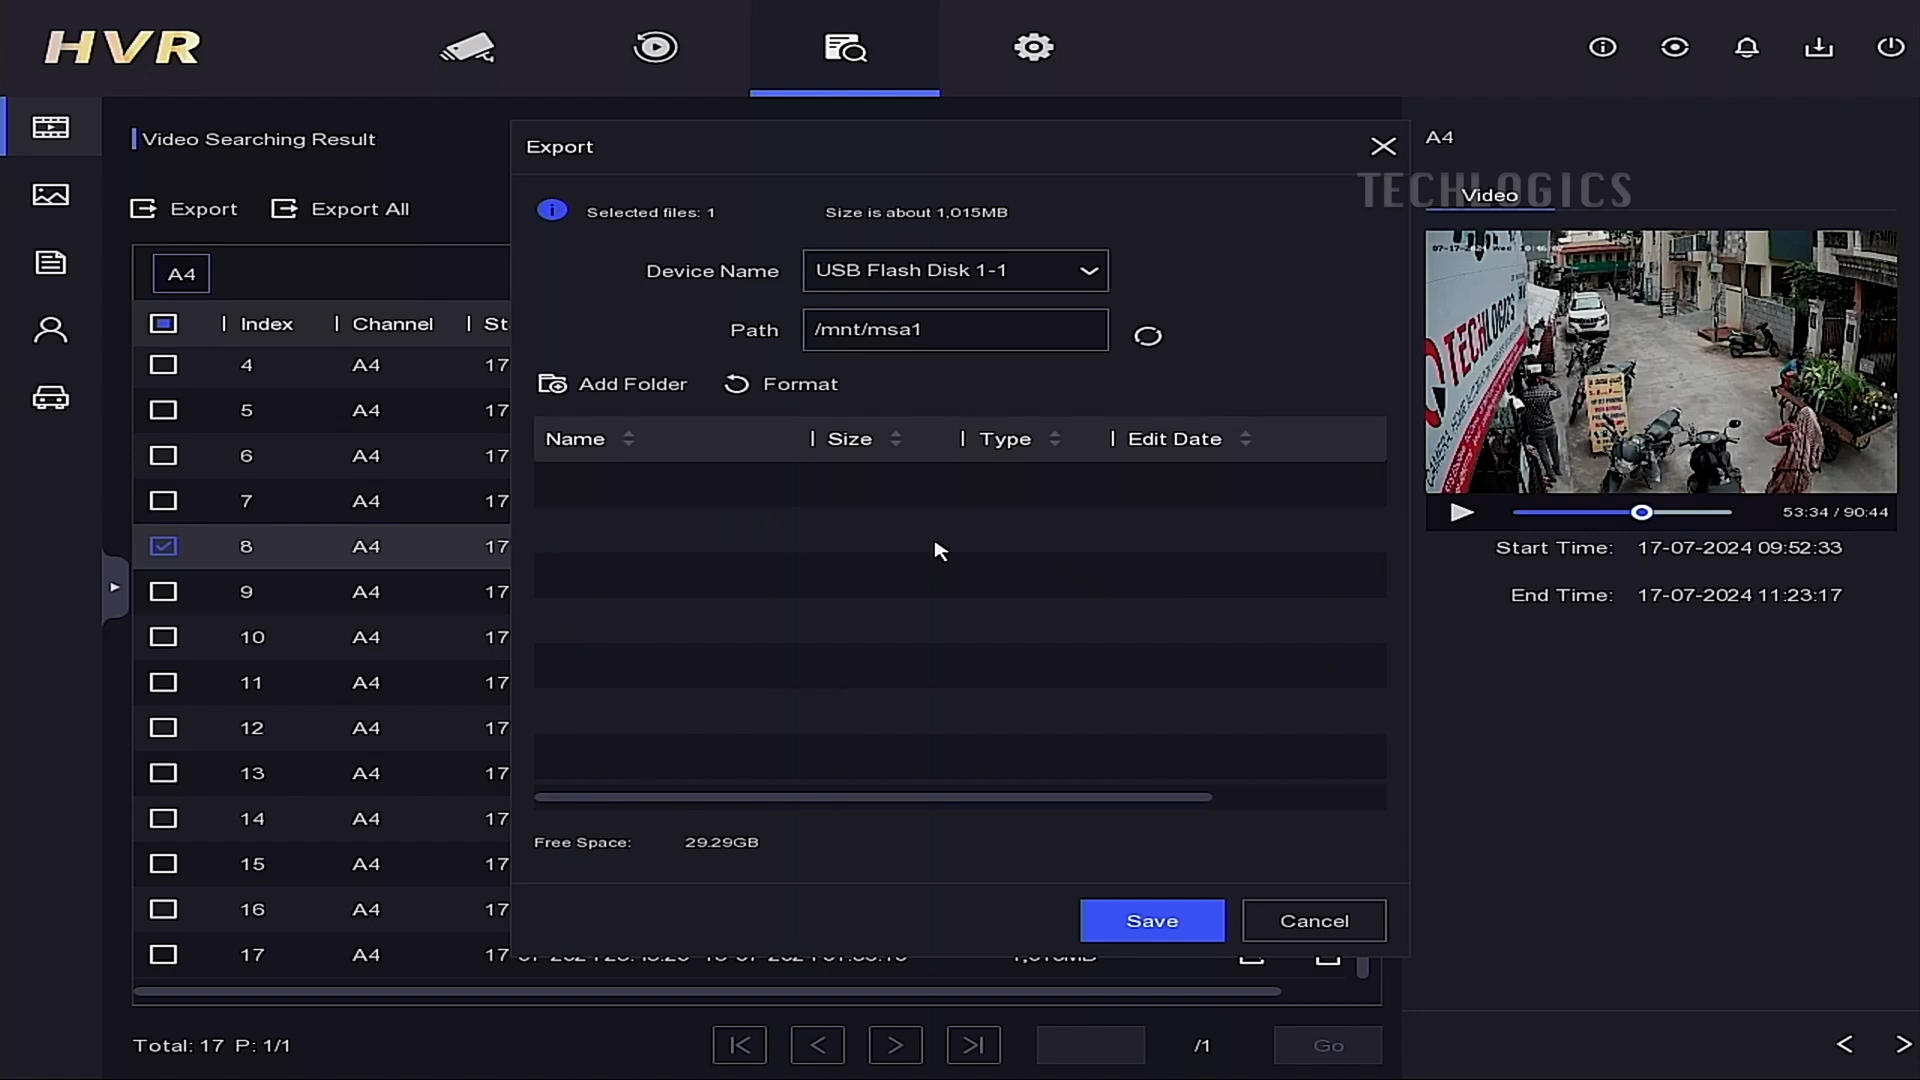 HVR
Video Searching Result
Export
Export All
A4
Index
Channel
St
4 A4 17
5 A4 17
6 A4 17
7 A4 17
8 A4 17
9 A4 17
10 A4 17
11 A4 17
12 A4 17
13 A4 17
14 A4 17
15 A4 17
16 A4 17
17 A4 17
Total: 17 P: 1/1
/1
Go
Export
Selected files: 1
Size is about 1,015MB
Device Name
USB Flash Disk 1-1
Path
/mnt/msa1
Add Folder
Format
Name
Size
Type
Edit Date
Free Space: 29.29GB
Save
Cancel
A4
TECHLOGICS
Video
TECHLOGICS
53:34 / 90:44
Start Time: 17-07-2024 09:52:33
End Time: 17-07-2024 11:23:17